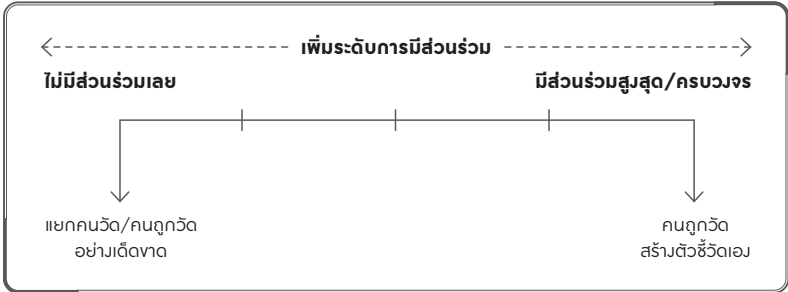 เพิ่มระดับการมีส่วนร่วม
ไม่มีส่วนร่วมเลย
มีส่วนร่วมสูงสุด/ครบวงจร
แยกคนวัด/คนถูกวัด
อย่างเด็ดขาด
คนถูกวัด
สร้างตัวชี้วัดเอง